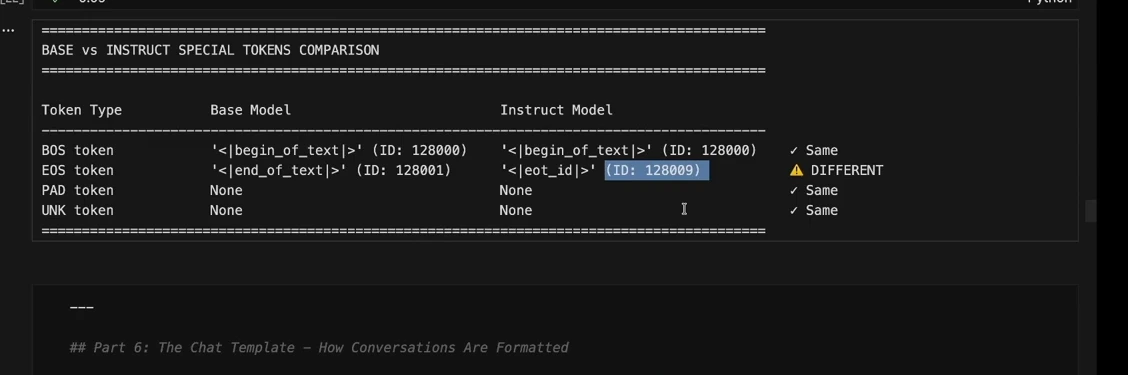 ================================================================================
BASE vs INSTRUCT SPECIAL TOKENS COMPARISON
================================================================================
Token Type Base Model Instruct Model
--------------------------------------------------------------------------------
BOS token '<|begin_of_text|>' (ID: 128000) '<|begin_of_text|>' (ID: 128000) ✓ Same
EOS token '<|end_of_text|>' (ID: 128001) '<|eot_id|>' (ID: 128009) ⚠️ DIFFERENT
PAD token None None ✓ Same
UNK token None None ✓ Same
================================================================================
---
## Part 6: The Chat Template – How Conversations Are Formatted